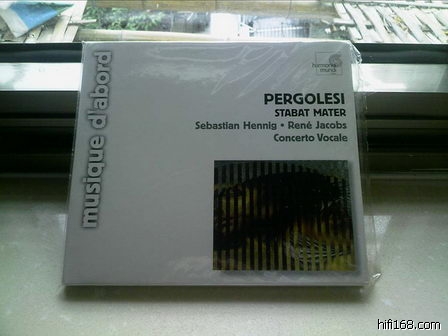 musique d'abord
harmonia
mundi
PERGOLESI
STABAT MATER
Sebastian Hennig • René Jacobs
Concerto Vocale
hifi168.com